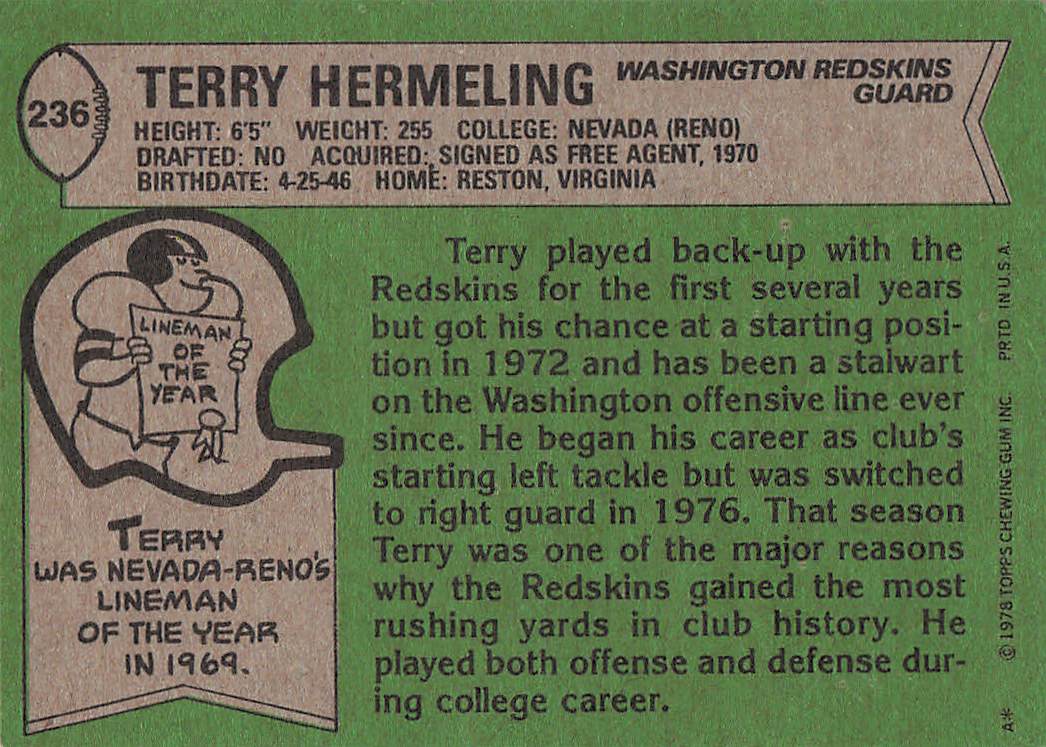 236
TERRY HERMELING
WASHINGTON REDSKINS
GUARD
HEIGHT: 6'5" WEIGHT: 255 COLLEGE: NEVADA (RENO)
DRAFTED: NO ACQUIRED: SIGNED AS FREE AGENT, 1970
BIRTHDATE: 4-25-46 HOME: RESTON, VIRGINIA
LINEMAN
OF
THE
YEAR
TERRY
WAS NEVADA-RENO'S
LINEMAN
OF THE YEAR
IN 1969.
Terry played back-up with the
Redskins for the first several years
but got his chance at a starting posi-
tion in 1972 and has been a stalwart
on the Washington offensive line ever
since. He began his career as club's
starting left tackle but was switched
to right guard in 1976. That season
Terry was one of the major reasons
why the Redskins gained the most
rushing yards in club history. He
played both offense and defense dur-
ing college career.
A* © 1978 TOPPS CHEWING GUM INC. PRTD IN U.S.A.